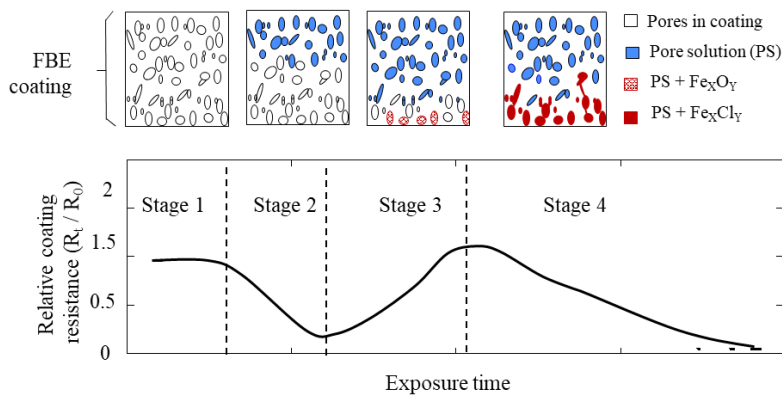 FBE
coating
Pores in coating
Pore solution (PS)
PS + FeXOY
PS + FeXClY
Relative coating
resistance (Rt / R0)
2
1.5
0.5
0
Stage 1
Stage 2
Stage 3
Stage 4
Exposure time